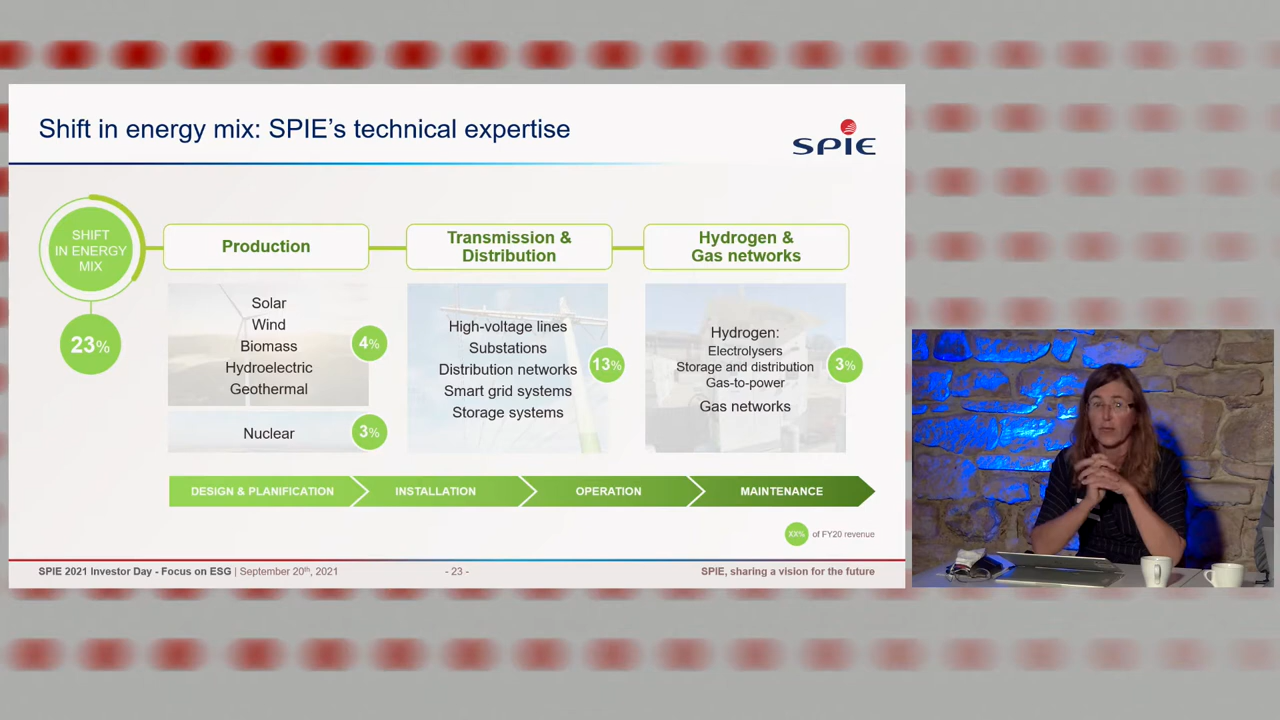 Shift in energy mix: SPIE's technical expertise
SPIE
SHIFT
IN ENERGY
MIX
23%
Production
Solar
Wind
Biomass
Hydroelectric
Geothermal
4%
Nuclear
3%
Transmission &
Distribution
High-voltage lines
Substations
Distribution networks
Smart grid systems
Storage systems
13%
Hydrogen &
Gas networks
Hydrogen:
Electrolysers
Storage and distribution
Gas-to-power
Gas networks
3%
DESIGN & PLANIFICATION
INSTALLATION
OPERATION
MAINTENANCE
XX% of FY20 revenue
SPIE 2021 Investor Day - Focus on ESG | September 20th, 2021
- 23 -
SPIE, sharing a vision for the future